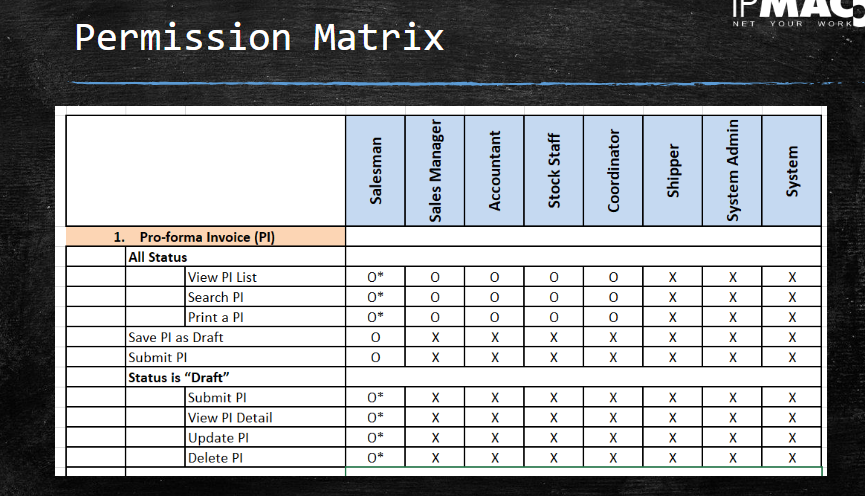 IPMAC
NET YOUR WORK
Permission Matrix
Salesman Sales Manager Accountant Stock Staff Coordinator Shipper System Admin System
1. Pro-forma Invoice (PI)
All Status
View PI List O* O O O O X X X
Search PI O* O O O O X X X
Print a PI O* O O O O X X X
Save PI as Draft O X X X X X X X
Submit PI O X X X X X X X
Status is “Draft”
Submit PI O* X X X X X X X
View PI Detail O* X X X X X X X
Update PI O* X X X X X X X
Delete PI O* X X X X X X X